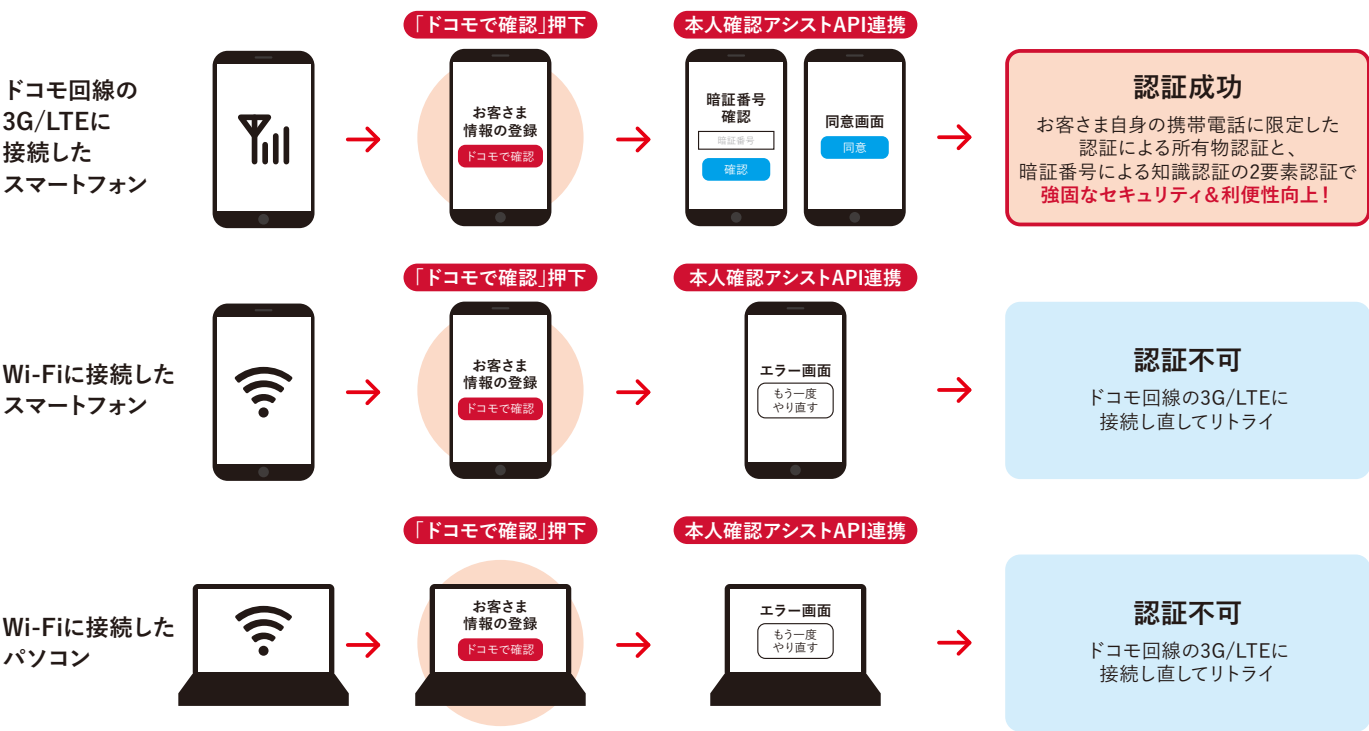 ドコモ回線の
3G/LTEに
接続した
スマートフォン
「ドコモで確認」押下
お客さま
情報の登録
ドコモで確認
本人確認アシストAPI連携
暗証番号
確認
暗証番号
確認
同意画面
同意
認証成功
お客さま自身の携帯電話に限定した
認証による所有物認証と、
暗証番号による知識認証の2要素認証で
強固なセキュリティ&利便性向上！
Wi-Fiに接続した
スマートフォン
「ドコモで確認」押下
お客さま
情報の登録
ドコモで確認
本人確認アシストAPI連携
エラー画面
もう一度
やり直す
認証不可
ドコモ回線の3G/LTEに
接続し直してリトライ
Wi-Fiに接続した
パソコン
「ドコモで確認」押下
お客さま
情報の登録
ドコモで確認
本人確認アシストAPI連携
エラー画面
もう一度
やり直す
認証不可
ドコモ回線の3G/LTEに
接続し直してリトライ